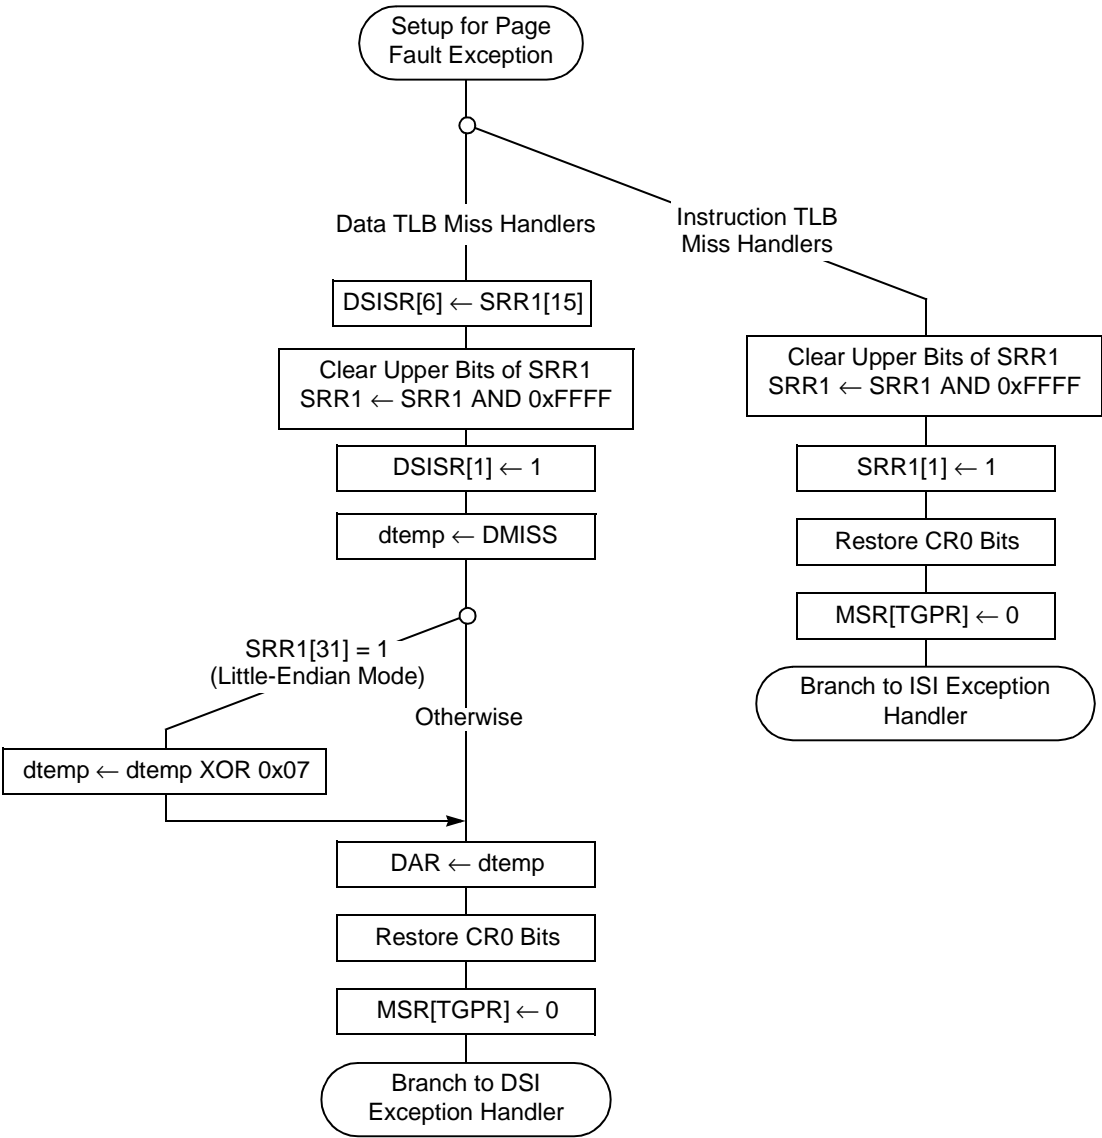 Setup for Page
Fault Exception
Data TLB Miss Handlers
Instruction TLB
Miss Handlers
DSISR[6] ← SRR1[15]
Clear Upper Bits of SRR1
SRR1 ← SRR1 AND 0xFFFF
DSISR[1] ← 1
dtemp ← DMISS
SRR1[31] = 1
(Little-Endian Mode)
Otherwise
dtemp ← dtemp XOR 0x07
DAR ← dtemp
Restore CR0 Bits
MSR[TGPR] ← 0
Branch to DSI
Exception Handler
Clear Upper Bits of SRR1
SRR1 ← SRR1 AND 0xFFFF
SRR1[1] ← 1
Restore CR0 Bits
MSR[TGPR] ← 0
Branch to ISI Exception
Handler